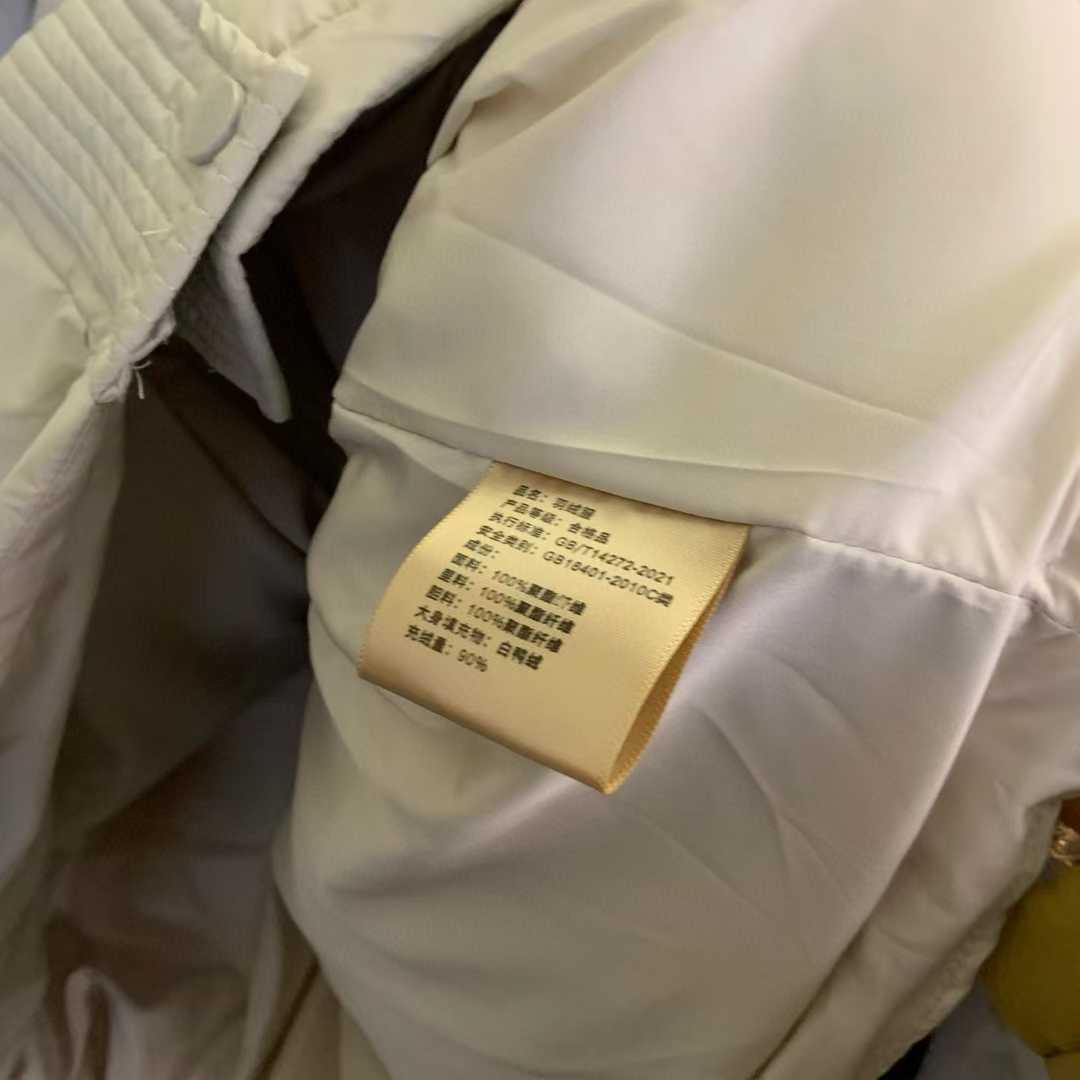 品名：羽绒服
产品等级：合格品
执行标准：GB/T14272-2021
安全类别：GB18401-2010C类
成份：
面料：100%聚酯纤维
里料：100%聚酯纤维
胆料：100%聚酯纤维
大身填充物：白鸭绒
充绒量：90%